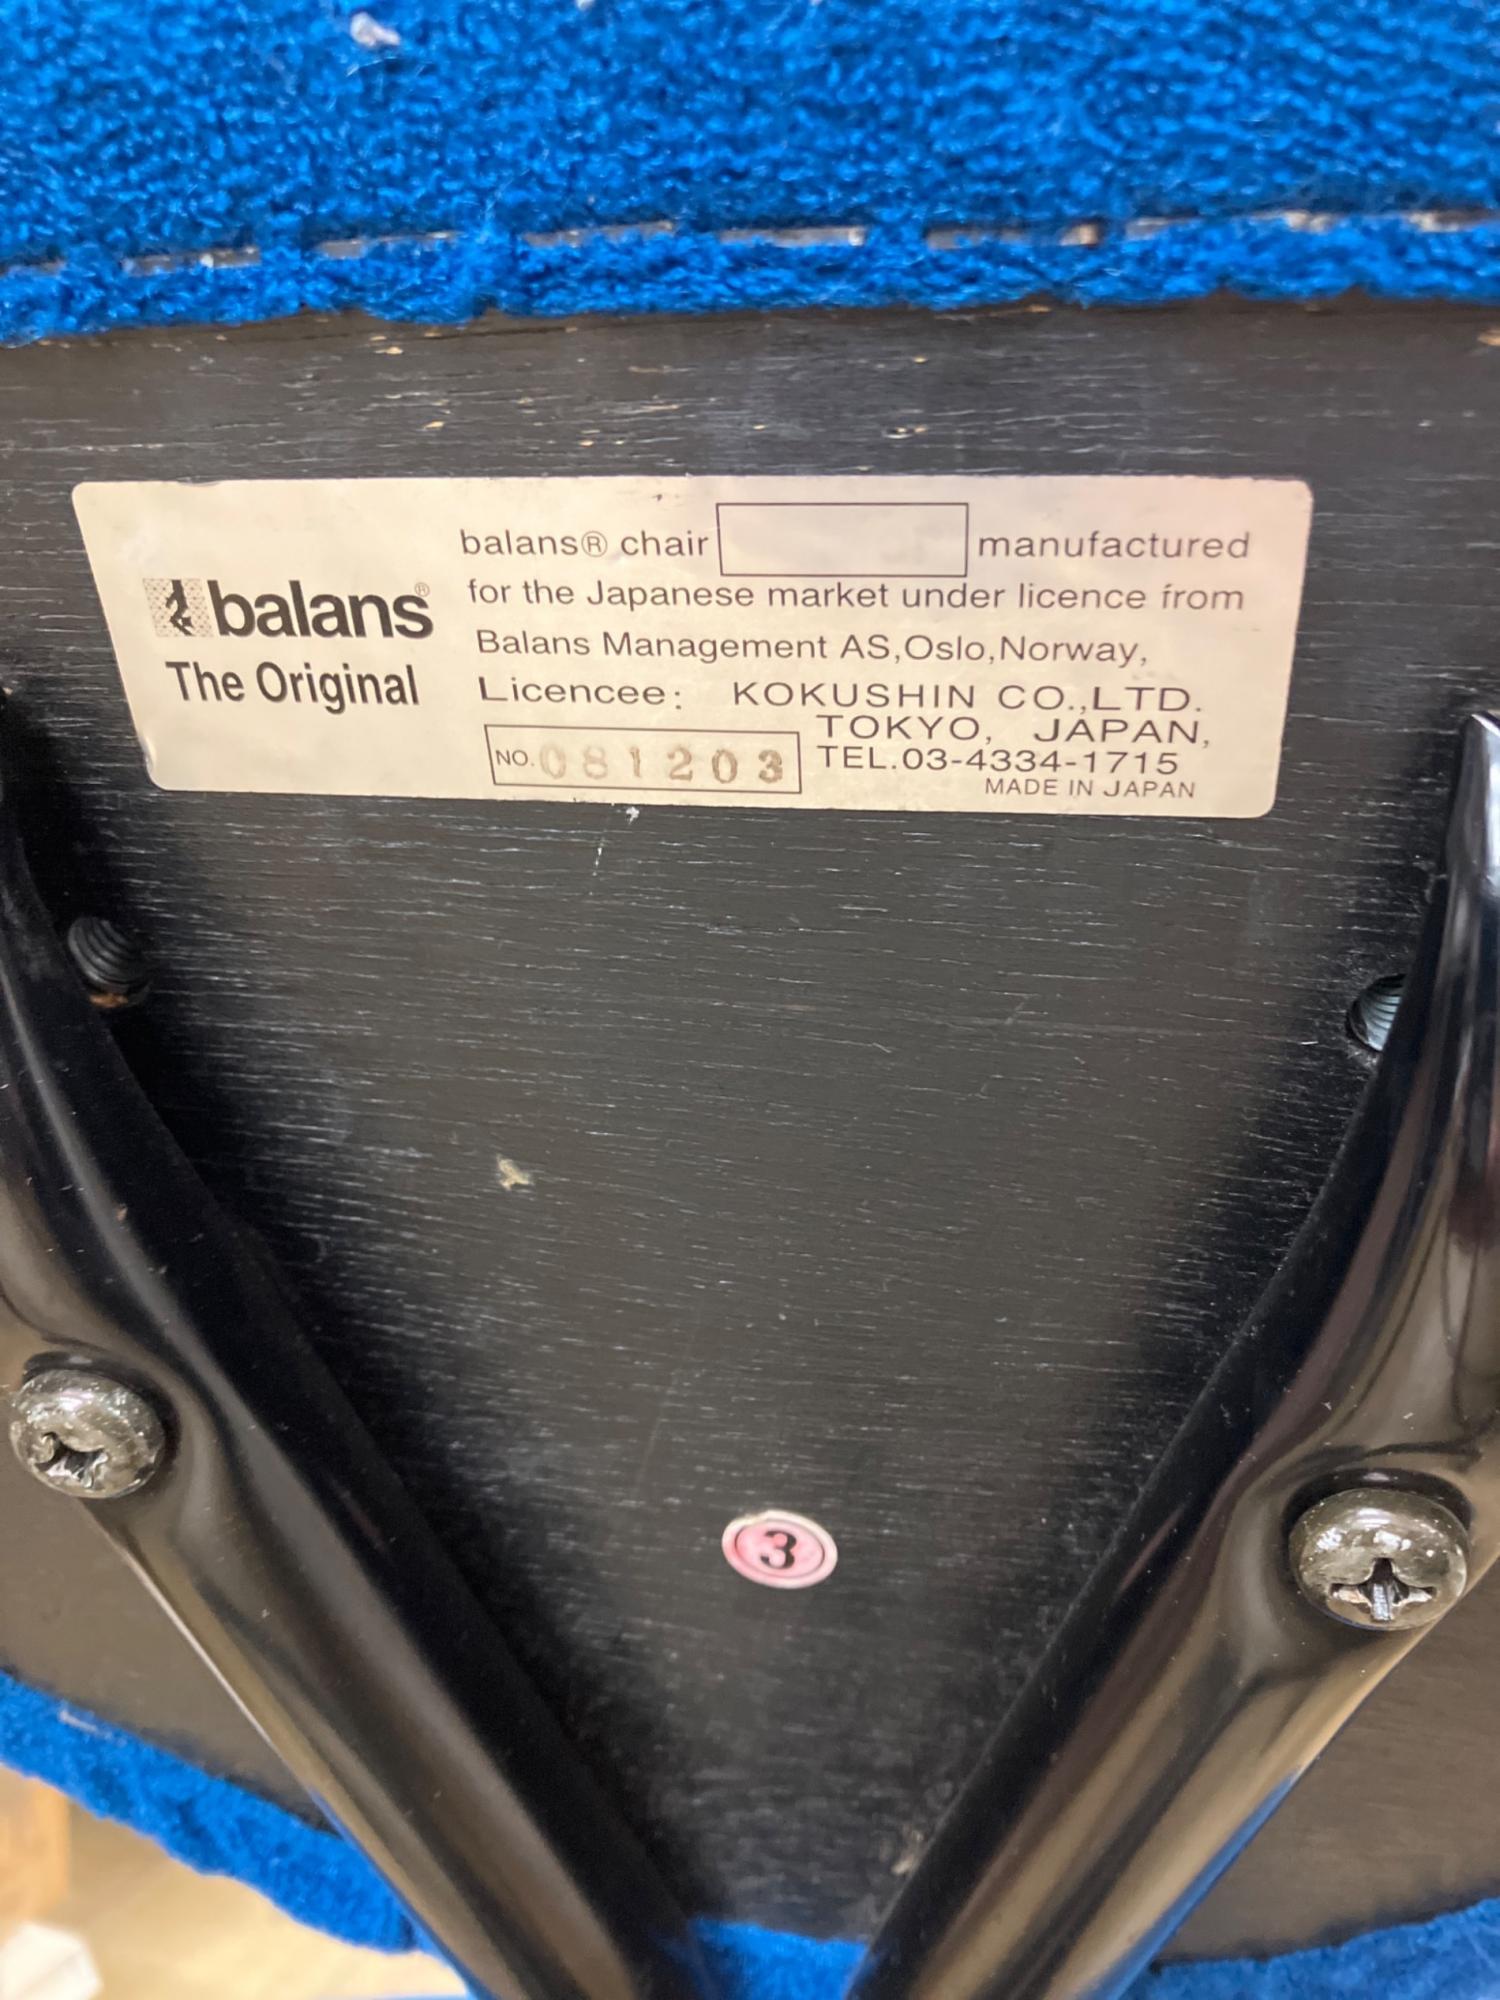 balans®
The Original
balans® chair manufactured
for the Japanese market under licence from
Balans Management AS,Oslo,Norway,
Licencee: KOKUSHIN CO.,LTD.
TOKYO, JAPAN,
NO. 081203 TEL.03-4334-1715
MADE IN JAPAN
3